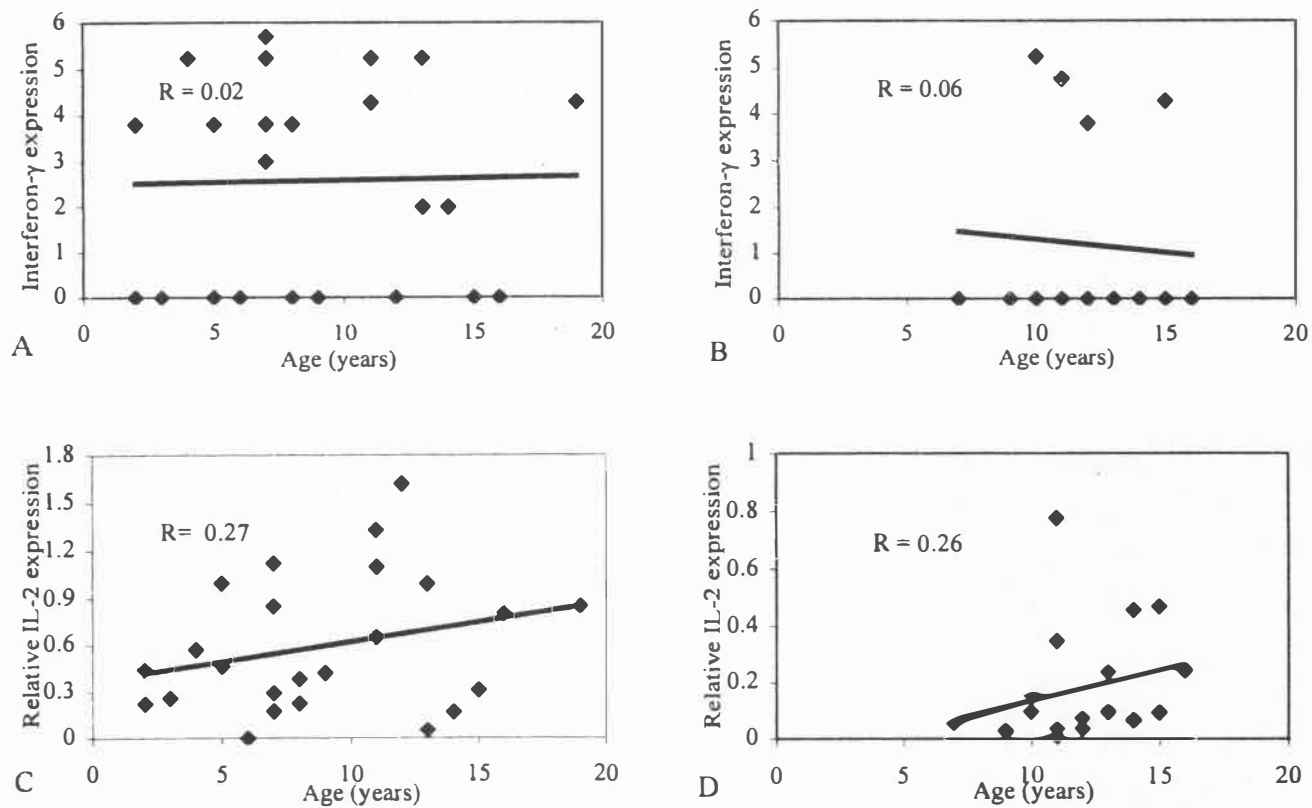 Interferon-γ expression
6
5
4
3
2
1
0
R = 0.02
0 5 10 15 20
Age (years)
A
Interferon-γ expression
6
5
4
3
2
1
0
R = 0.06
0 5 10 15 20
Age (years)
B
Relative IL-2 expression
1.8
1.5
1.2
0.9
0.6
0.3
0
R= 0.27
0 5 10 15 20
Age (years)
C
Relative IL-2 expression
1
0.8
0.6
0.4
0.2
0
R = 0.26
0 5 10 15 20
Age (years)
D